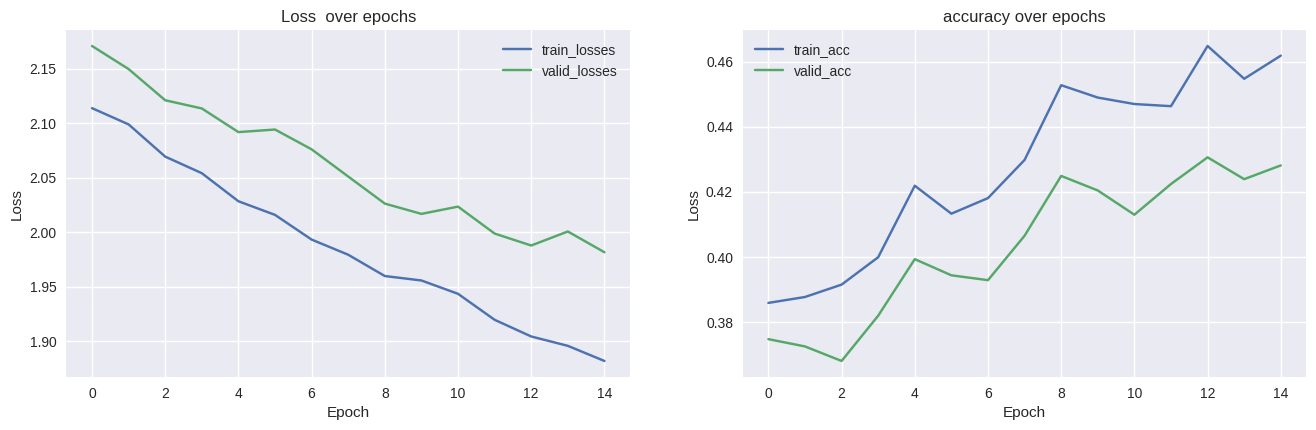 Loss  over epochs
train_losses
valid_losses
2.15
2.10
2.05
2.00
1.95
1.90
Loss
0 2 4 6 8 10 12 14
Epoch
accuracy over epochs
train_acc
valid_acc
0.46
0.44
0.42
0.40
0.38
Loss
0 2 4 6 8 10 12 14
Epoch